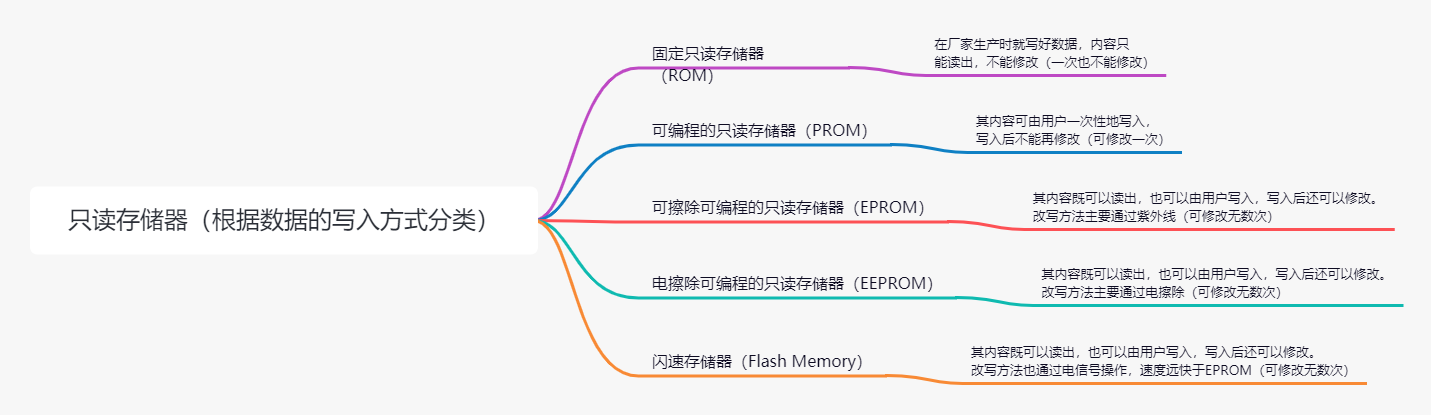 只读存储器（根据数据的写入方式分类）
固定只读存储器
（ROM）
在厂家生产时就写好数据，内容只
能读出，不能修改（一次也不能修改）
可编程的只读存储器（PROM）
其内容可由用户一次性地写入，
写入后不能再修改（可修改一次）
可擦除可编程的只读存储器（EPROM）
其内容既可以读出，也可以由用户写入，写入后还可以修改。
改写方法主要通过紫外线（可修改无数次）
电擦除可编程的只读存储器（EEPROM）
其内容既可以读出，也可以由用户写入，写入后还可以修改。
改写方法主要通过电擦除（可修改无数次）
闪速存储器（Flash Memory）
其内容既可以读出，也可以由用户写入，写入后还可以修改。
改写方法也通过电信号操作，速度远快于EPROM（可修改无数次）